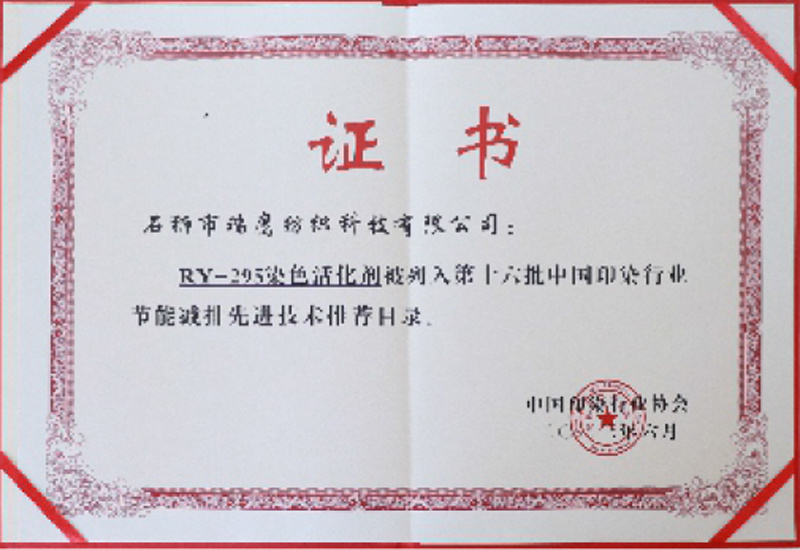 证书
石狮市瑞鹰纺织科技有限公司：
RY-295染色活化剂被列入第十六批中国印染行业
节能减排先进技术推荐目录。
中国印染行业协会
年六月